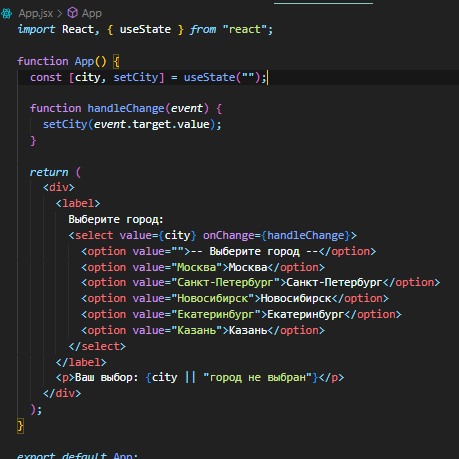 App.jsx > App
import React, { useState } from "react";
function App() {
const [city, setCity] = useState("");
function handleChange(event) {
setCity(event.target.value);
}
return (
<div>
<label>
Выберите город:
<select value={city} onChange={handleChange}>
<option value="">-- Выберите город --</option>
<option value="Москва">Москва</option>
<option value="Санкт-Петербург">Санкт-Петербург</option>
<option value="Новосибирск">Новосибирск</option>
<option value="Екатеринбург">Екатеринбург</option>
<option value="Казань">Казань</option>
</select>
</label>
<p>Ваш выбор: {city || "город не выбран"}</p>
</div>
);
}
export default App;